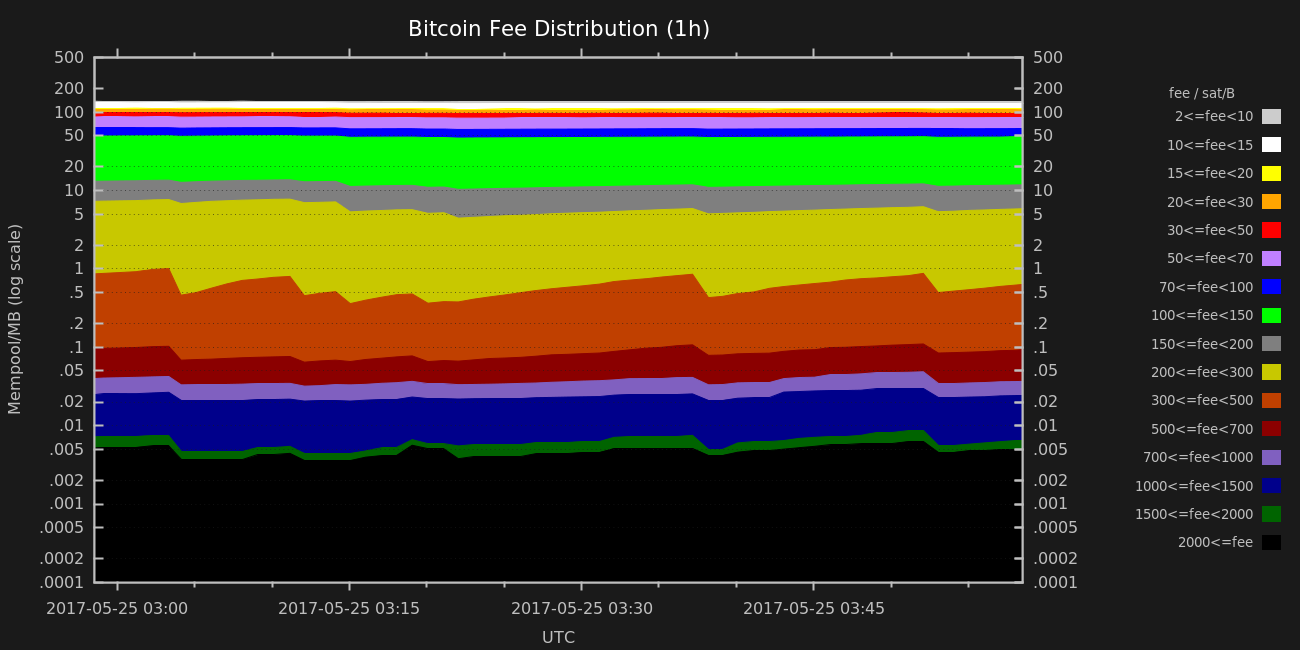 Bitcoin Fee Distribution (1h)
500
200
100
50
20
10
5
2
1
.5
.2
.1
.05
.02
.01
.005
.002
.001
.0005
.0002
.0001
Mempool/MB (log scale)
500
200
100
50
20
10
5
2
1
.5
.2
.1
.05
.02
.01
.005
.002
.001
.0005
.0002
.0001
2017-05-25 03:00 2017-05-25 03:15 2017-05-25 03:30 2017-05-25 03:45
UTC
fee / sat/B
2<=fee<10
10<=fee<15
15<=fee<20
20<=fee<30
30<=fee<50
50<=fee<70
70<=fee<100
100<=fee<150
150<=fee<200
200<=fee<300
300<=fee<500
500<=fee<700
700<=fee<1000
1000<=fee<1500
1500<=fee<2000
2000<=fee